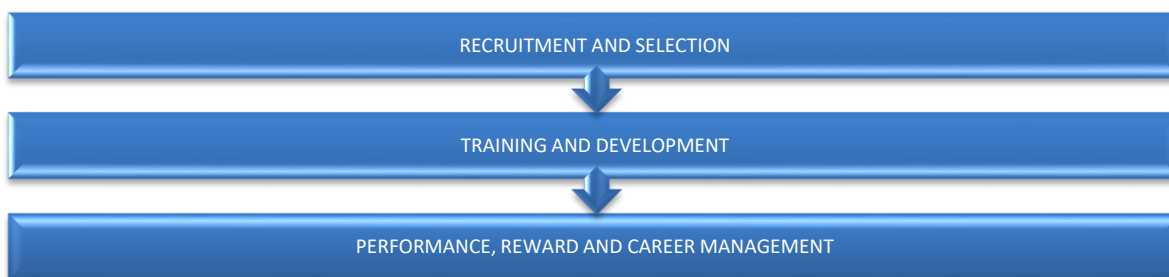 RECRUITMENT AND SELECTION
TRAINING AND DEVELOPMENT
PERFORMANCE, REWARD AND CAREER MANAGEMENT